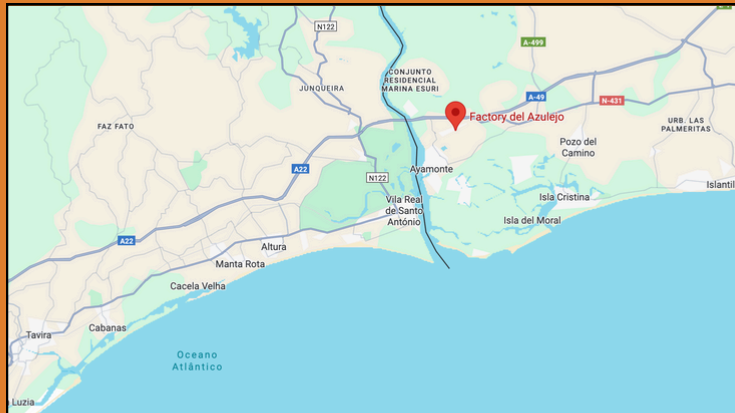 N122
A-499
CONJUNTO
RESIDENCIAL
MARINA ESURI
JUNQUEIRA
A-49
N-431
Factory del Azulejo
FAZ FATO
URB. LAS
PALMERITAS
Pozo del
Camino
A22
N122
Ayamonte
Islantil
Vila Real
de Santo
António
Isla Cristina
Isla del Moral
A22
Altura
Manta Rota
Cacela Velha
Cabanas
Tavira
Oceano
Atlântico
Luzia